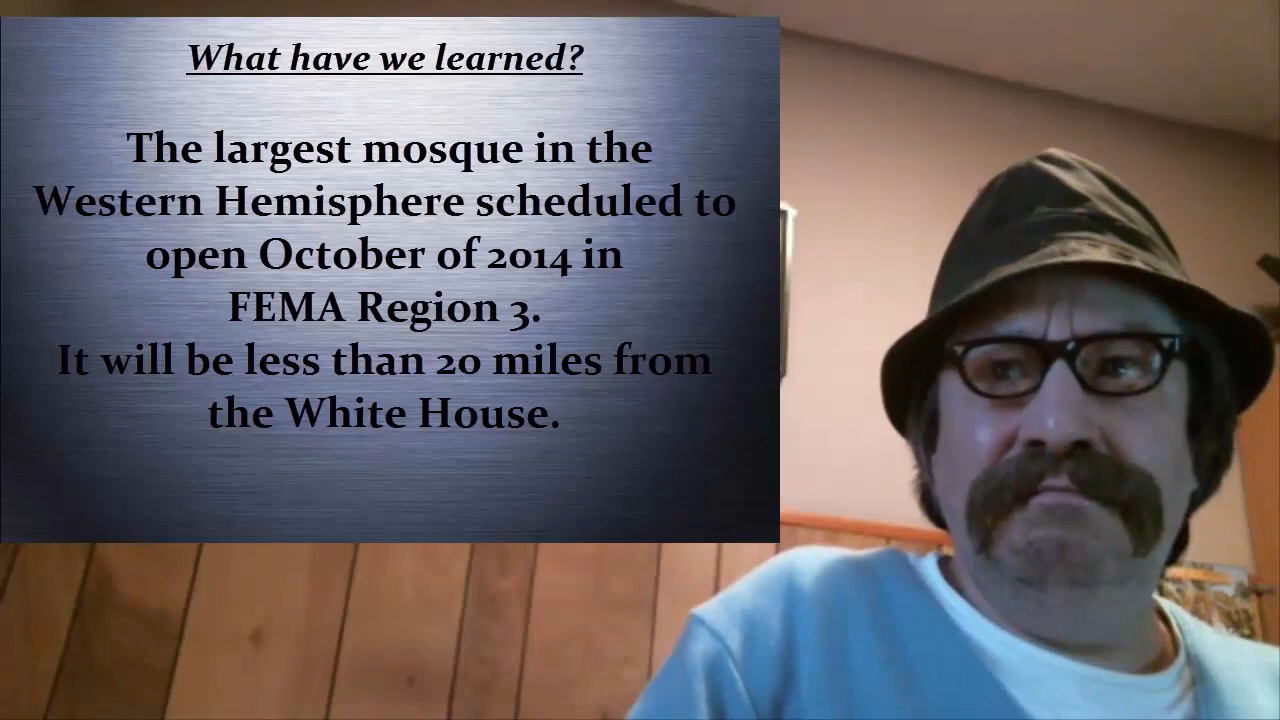 What have we learned?
The largest mosque in the
Western Hemisphere scheduled to
open October of 2014 in
FEMA Region 3.
It will be less than 20 miles from
the White House.